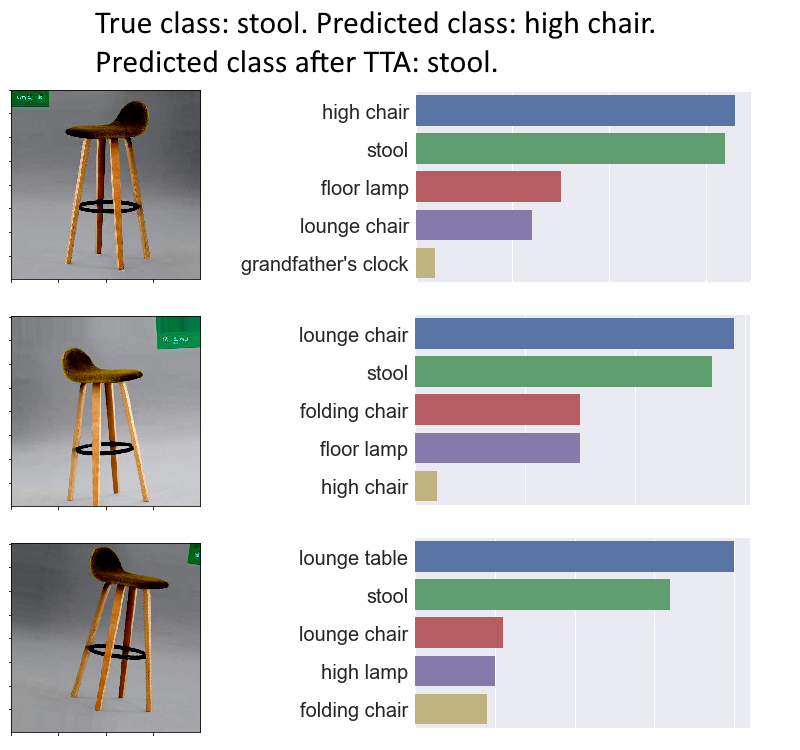 True class: stool. Predicted class: high chair.
Predicted class after TTA: stool.
high chair
stool
floor lamp
lounge chair
grandfather's clock
lounge chair
stool
folding chair
floor lamp
high chair
lounge table
stool
lounge chair
high lamp
folding chair